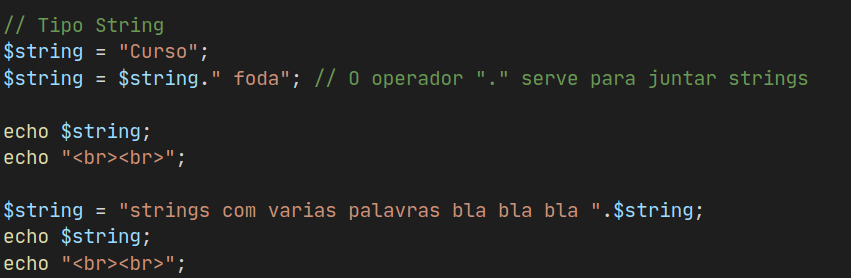 // Tipo String
$string = "Curso";
$string = $string." foda"; // O operador "." serve para juntar strings
echo $string;
echo "<br><br>";
$string = "strings com varias palavras bla bla bla ".$string;
echo $string;
echo "<br><br>";